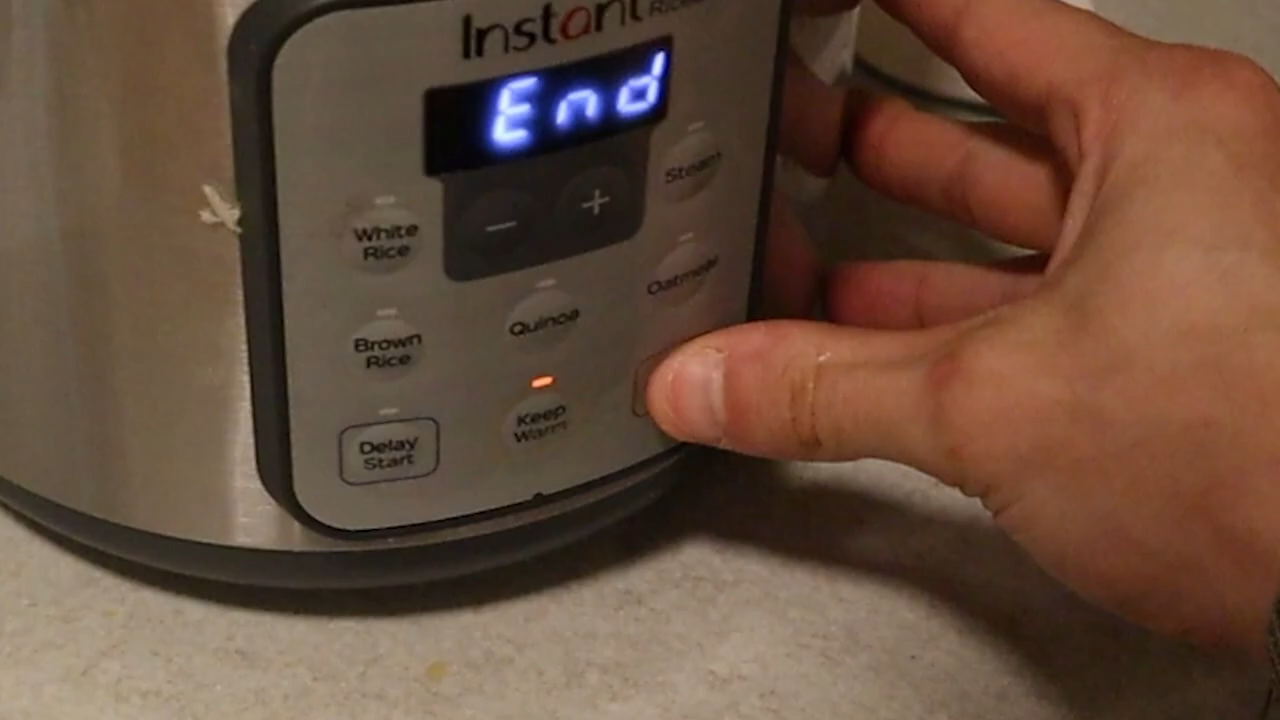 Instant
End
− +
Steam
White
Rice
Oatmeal
Quinoa
Brown
Rice
Keep
Warm
Delay
Start